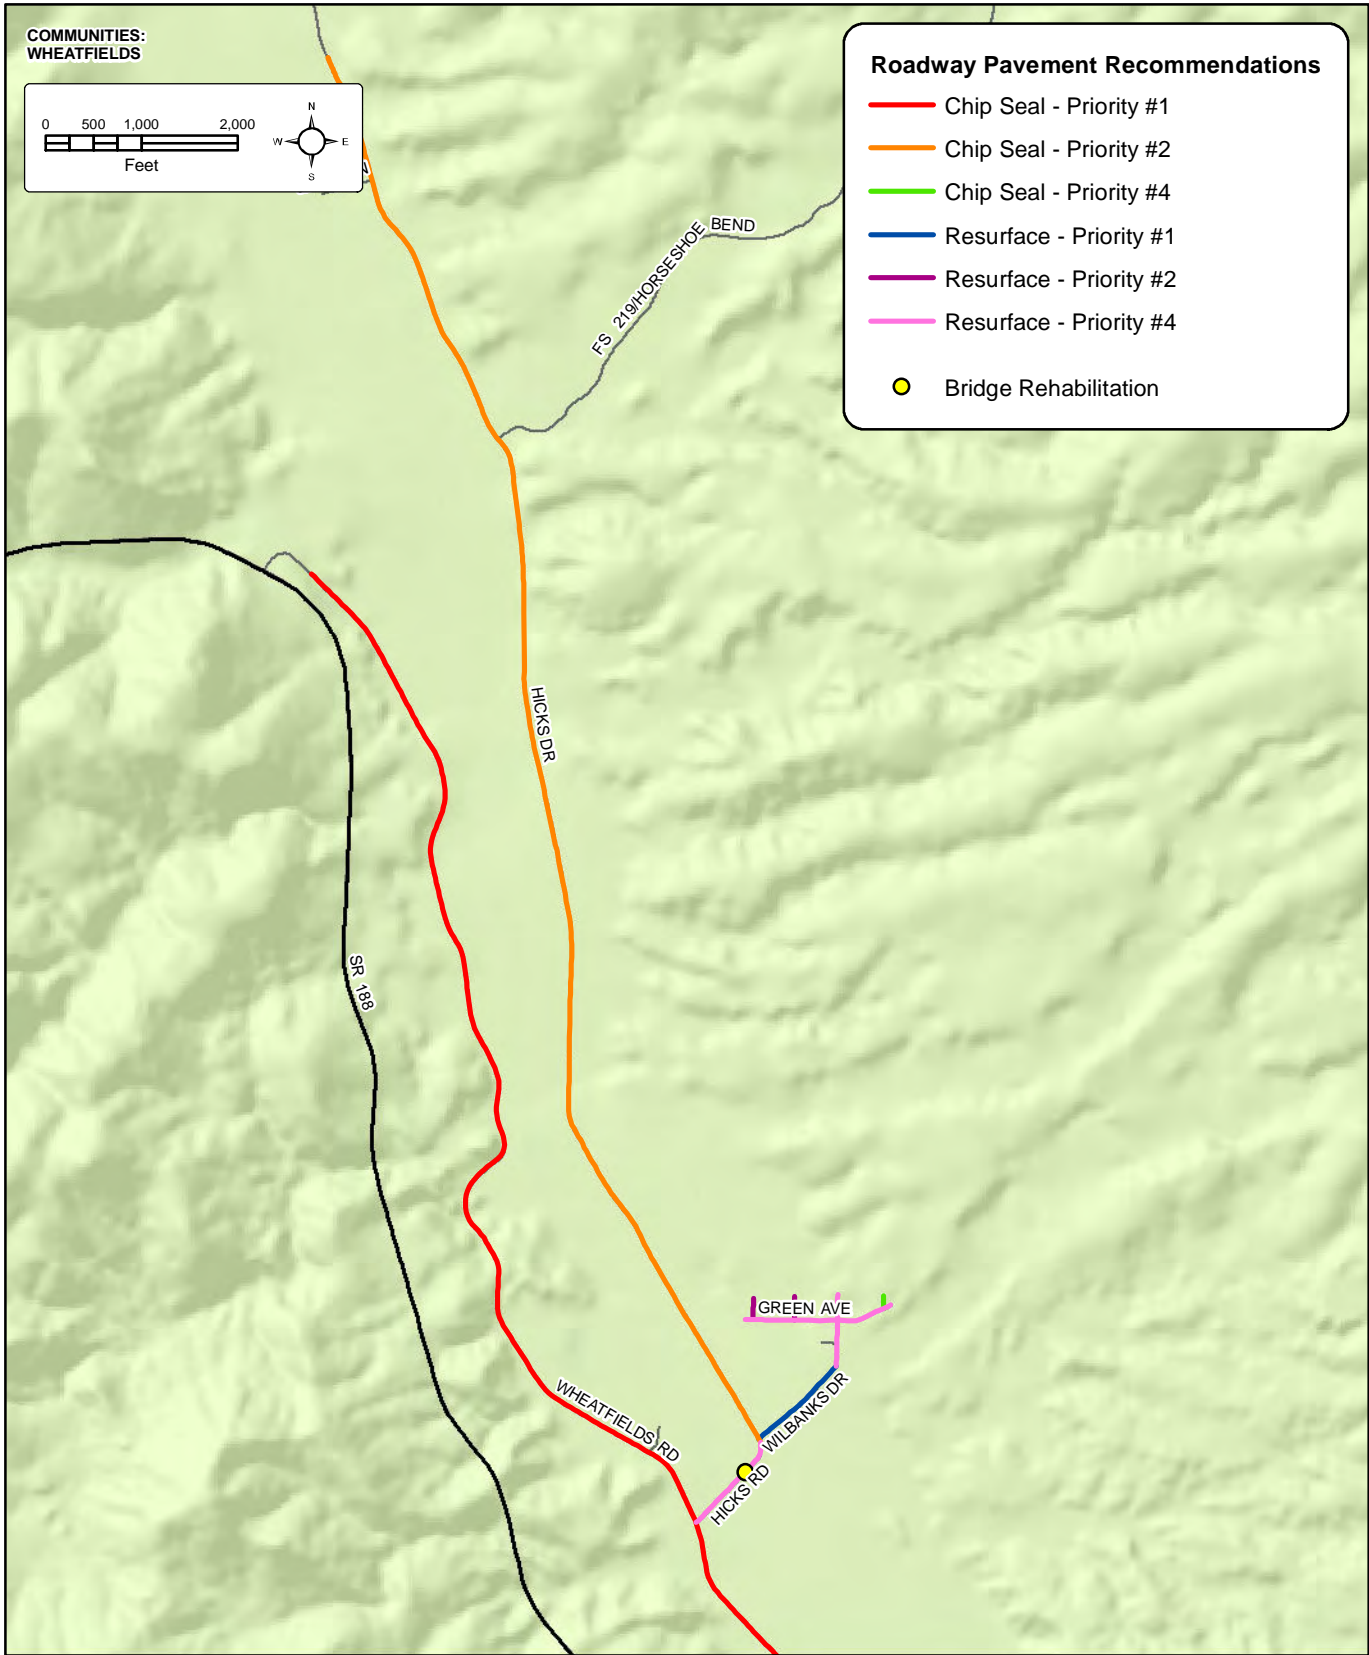 COMMUNITIES:
WHEATFIELDS
0 500 1,000 2,000
Feet
N
W E
S
Roadway Pavement Recommendations
Chip Seal - Priority #1
Chip Seal - Priority #2
Chip Seal - Priority #4
Resurface - Priority #1
Resurface - Priority #2
Resurface - Priority #4
Bridge Rehabilitation
FS 219/HORSESHOE BEND
HICKS DR
SR 188
GREEN AVE
WHEATFIELDS RD
WILBANKS DR
HICKS RD